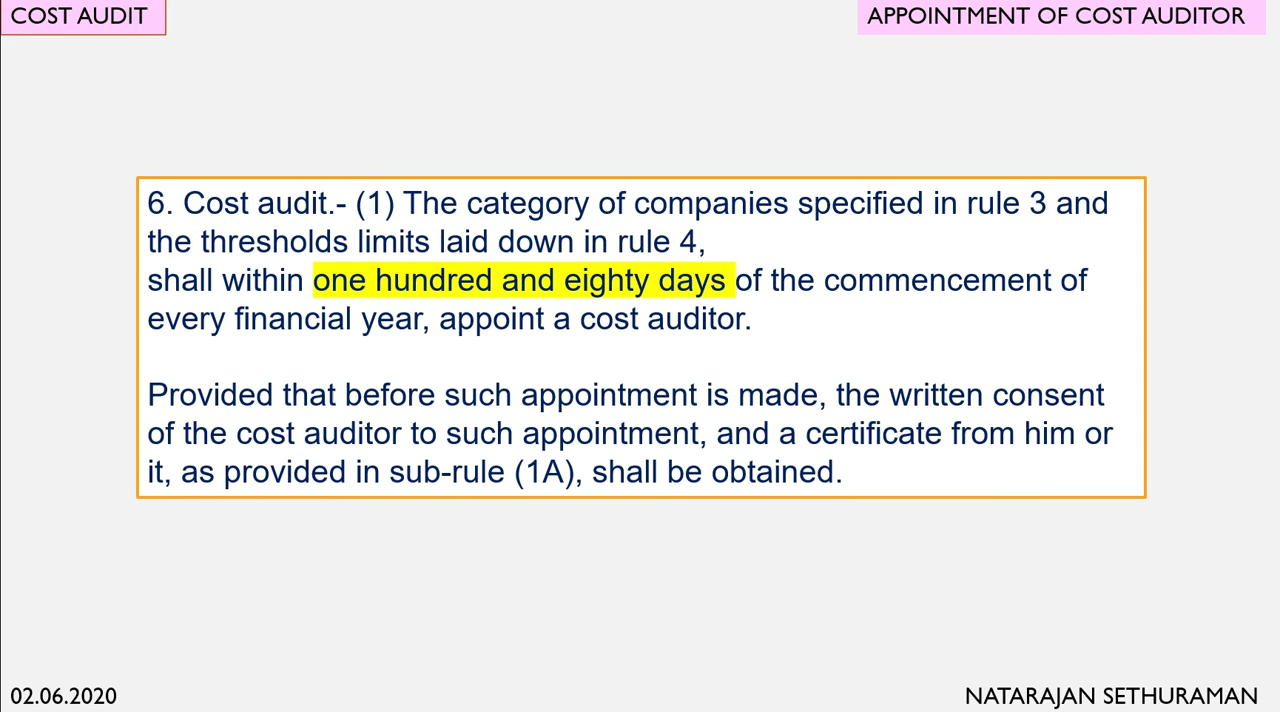 COST AUDIT
APPOINTMENT OF COST AUDITOR
6. Cost audit.- (1) The category of companies specified in rule 3 and
the thresholds limits laid down in rule 4,
shall within one hundred and eighty days of the commencement of
every financial year, appoint a cost auditor.
Provided that before such appointment is made, the written consent
of the cost auditor to such appointment, and a certificate from him or
it, as provided in sub-rule (1A), shall be obtained.
02.06.2020
NATARAJAN SETHURAMAN